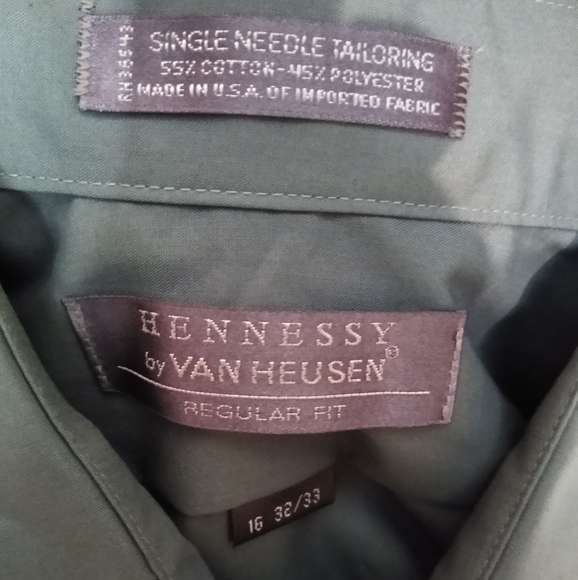 SINGLE NEEDLE TAILORING
55% COTTON-45% POLYESTER
MADE IN U.S.A. OF IMPORTED FABRIC
RN36543
HENNESSY
by VAN HEUSEN®
REGULAR FIT
16 32/33